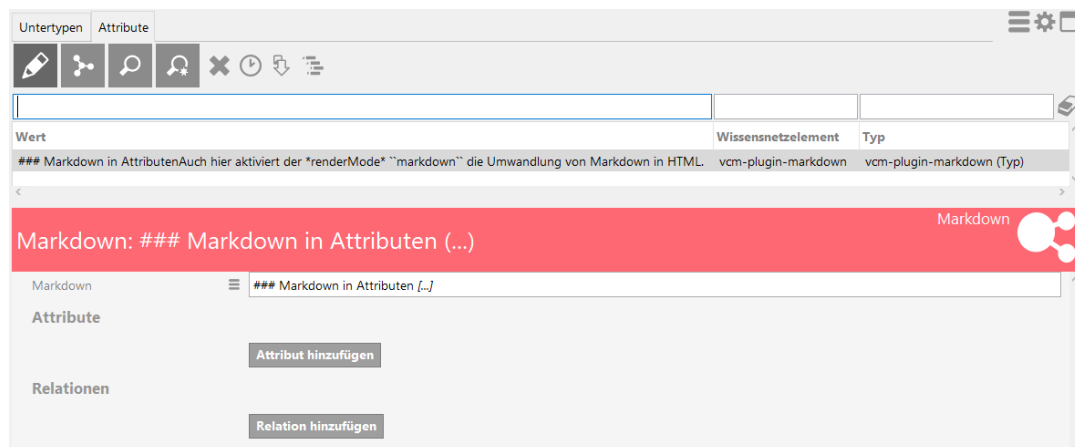 Untertypen Attribute
Wert Wissensnetzelement Typ
### Markdown in AttributenAuch hier aktiviert der *renderMode* ``markdown`` die Umwandlung von Markdown in HTML. vcm-plugin-markdown vcm-plugin-markdown (Typ)
Markdown
Markdown: ### Markdown in Attributen (...)
Markdown ### Markdown in Attributen [...]
Attribute
Attribut hinzufügen
Relationen
Relation hinzufügen